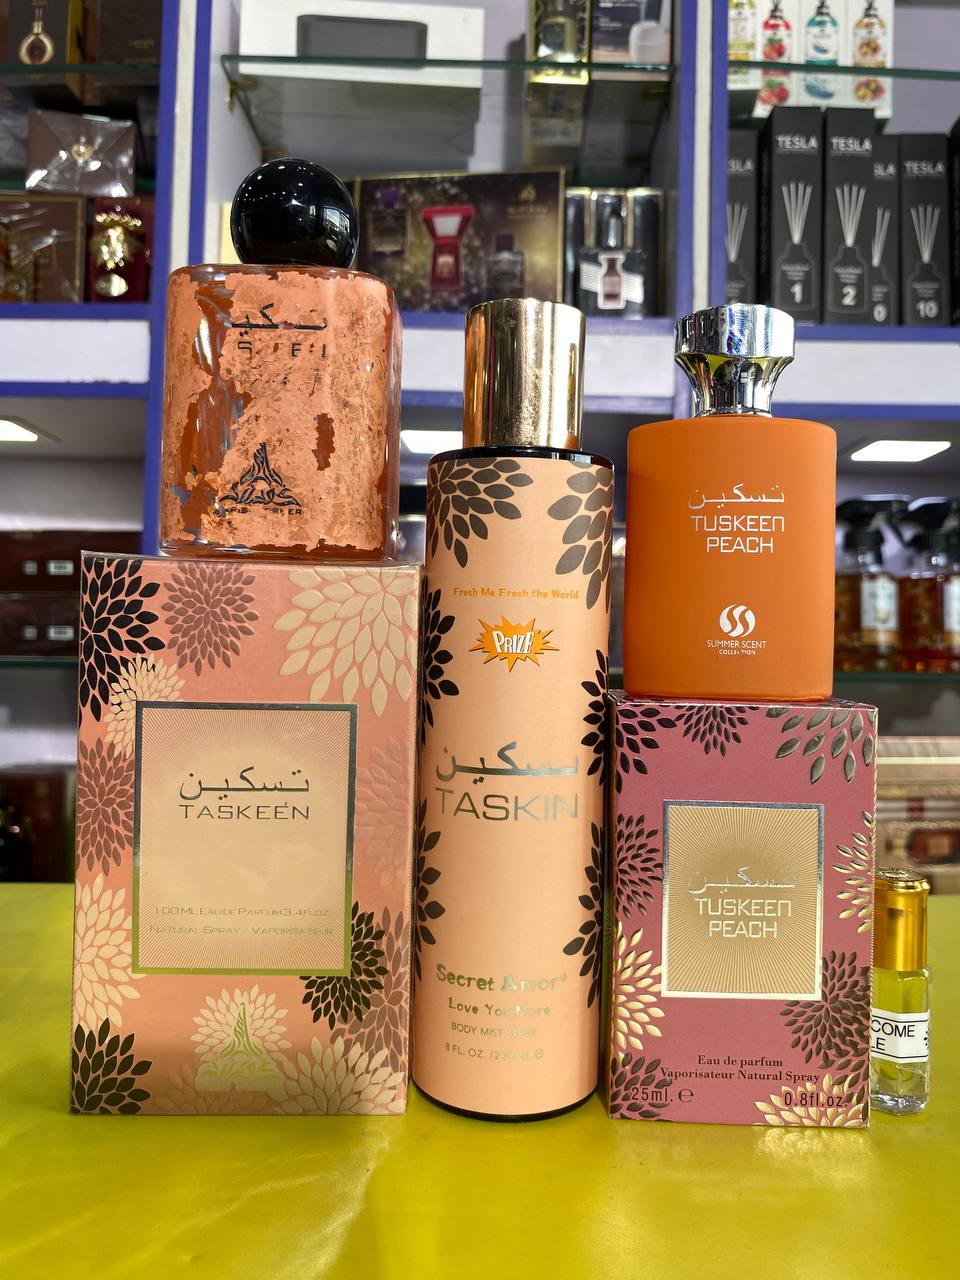 تسكين
تسكين
TASKEEN
100 ML EAU DE PARFUM 3.4 FL OZ
NATURAL SPRAY / VAPORISATEUR
Fresh Me Fresh the World
PRIZE
تسكين
TASKIN
Secret Amor
Love You More
BODY MIST SPRAY
8 FL. OZ.
تسكين
TUSKEEN
PEACH
SUMMER SCENT
COLLECTION
تسكين
TUSKEEN
PEACH
Eau de parfum
Vaporisateur Natural Spray
25ml. e 0.8fl.oz.
COME
LE
TESLA
TESLA
1
2
10